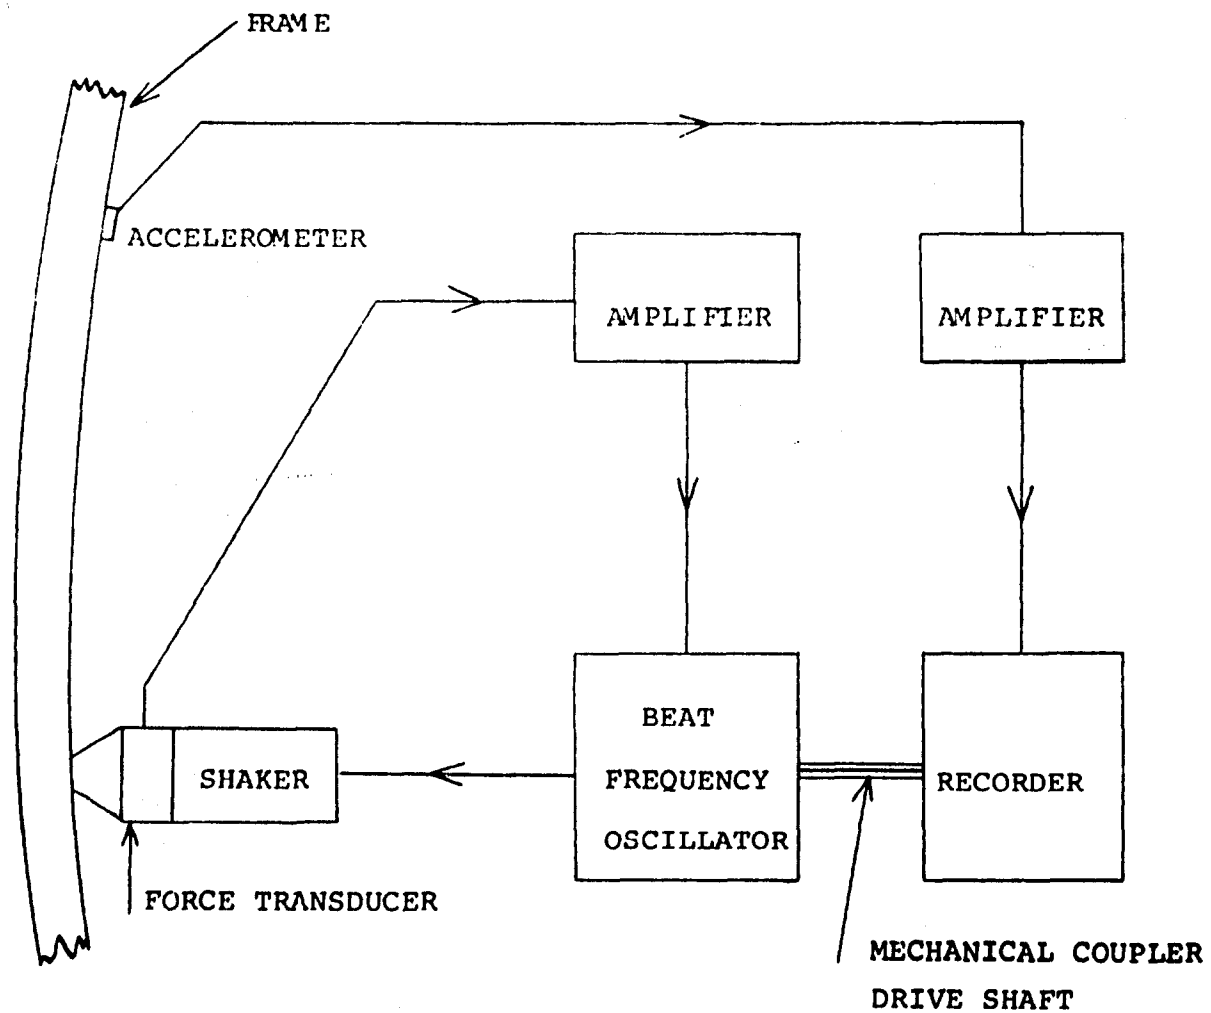 FRAME
ACCELEROMETER
AMPLIFIER
AMPLIFIER
BEAT
FREQUENCY
OSCILLATOR
SHAKER
RECORDER
FORCE TRANSDUCER
MECHANICAL COUPLER
DRIVE SHAFT